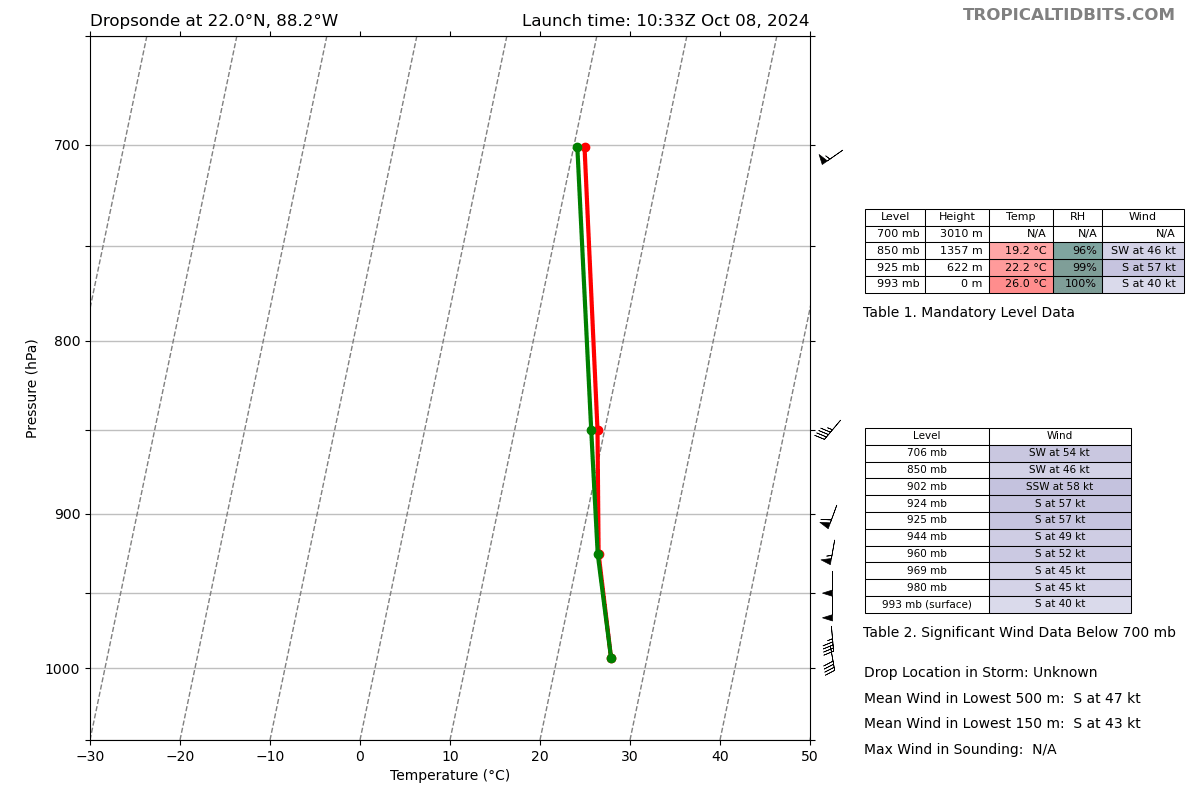 Dropsonde at 22.0°N, 88.2°W
Launch time: 10:33Z Oct 08, 2024
TROPICALTIDBITS.COM
Pressure (hPa)
700
800
900
1000
−30 −20 −10 0 10 20 30 40 50
Temperature (°C)
Level Height Temp RH Wind
700 mb 3010 m N/A N/A N/A
850 mb 1357 m 19.2 °C 96% SW at 46 kt
925 mb 622 m 22.2 °C 99% S at 57 kt
993 mb 0 m 26.0 °C 100% S at 40 kt
Table 1. Mandatory Level Data
Level Wind
706 mb SW at 54 kt
850 mb SW at 46 kt
902 mb SSW at 58 kt
924 mb S at 57 kt
925 mb S at 57 kt
944 mb S at 49 kt
960 mb S at 52 kt
969 mb S at 45 kt
980 mb S at 45 kt
993 mb (surface) S at 40 kt
Table 2. Significant Wind Data Below 700 mb
Drop Location in Storm: Unknown
Mean Wind in Lowest 500 m: S at 47 kt
Mean Wind in Lowest 150 m: S at 43 kt
Max Wind in Sounding: N/A